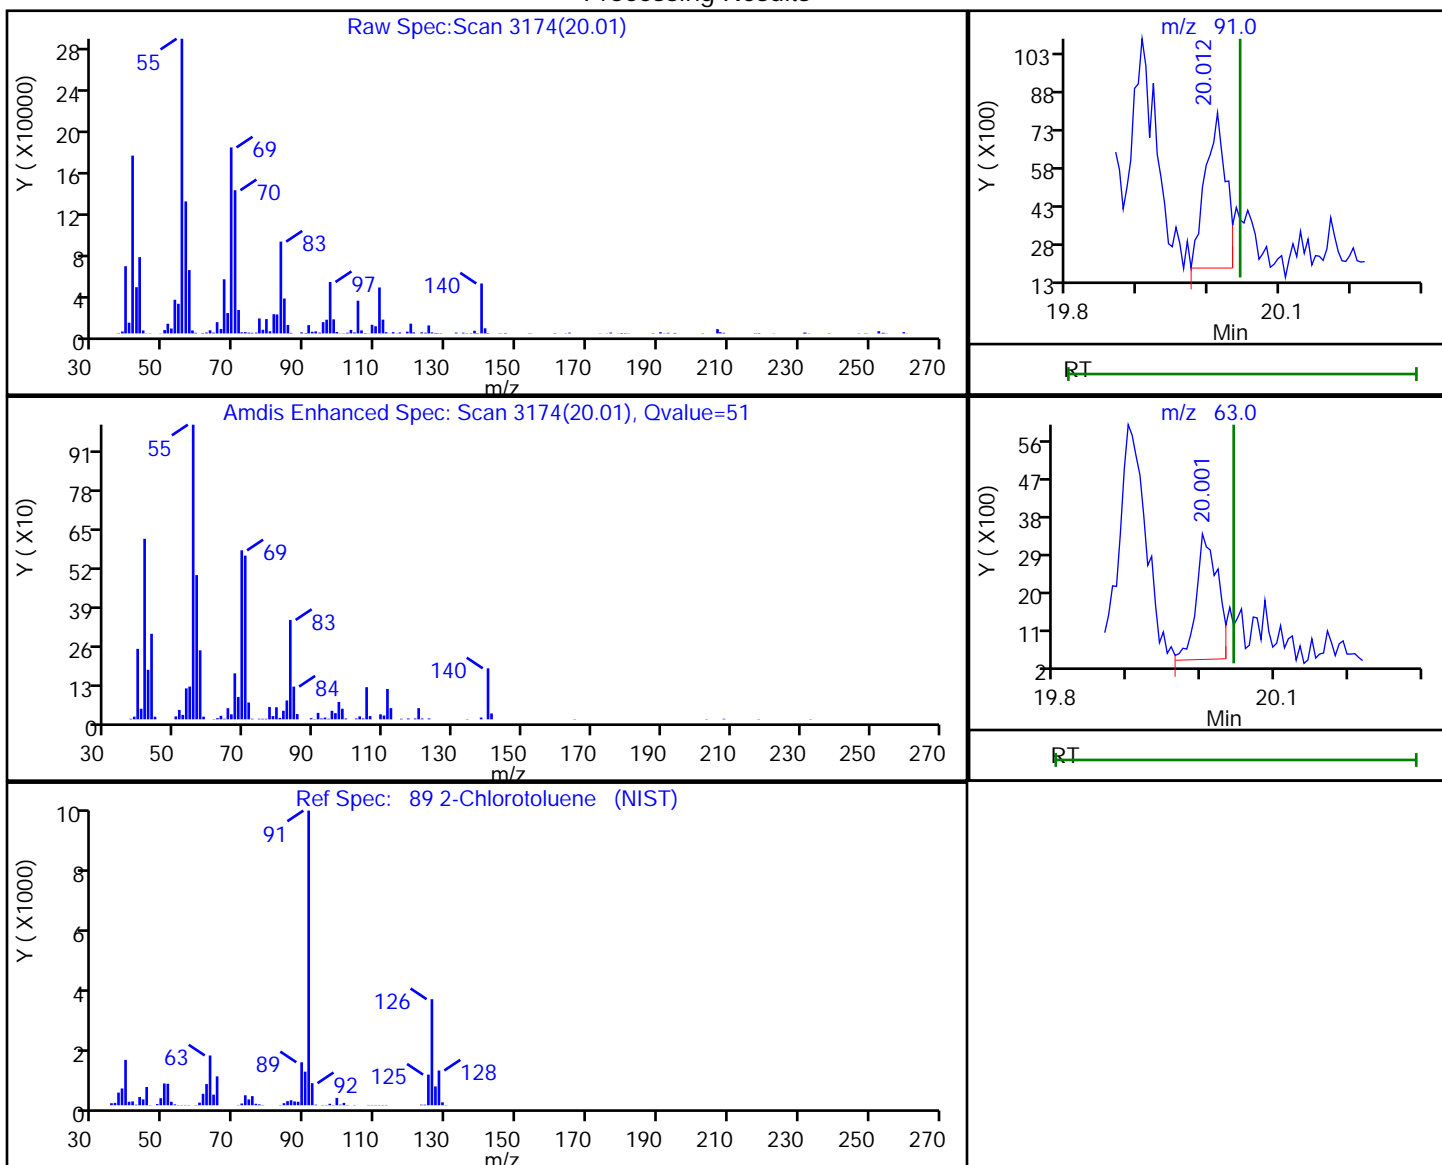 Processing Results
Raw Spec:Scan 3174(20.01)
Y ( X10000)
28
24
20
16
12
8
4
0
55
69
70
83
97
140
30 50 70 90 110 130 150 170 190 210 230 250 270
m/z
m/z 91.0
Y ( X100)
103
88
73
58
43
28
13
20.012
19.8 20.1
Min
RT
Amdis Enhanced Spec: Scan 3174(20.01), Qvalue=51
Y ( X10)
91
78
65
52
39
26
13
0
55
69
83
84
140
30 50 70 90 110 130 150 170 190 210 230 250 270
m/z
m/z 63.0
Y ( X100)
56
47
38
29
20
11
2
20.001
19.8 20.1
Min
RT
Ref Spec: 89 2-Chlorotoluene (NIST)
Y ( X1000)
10
8
6
4
2
0
91
126
63
89
92
125
128
30 50 70 90 110 130 150 170 190 210 230 250 270
m/z